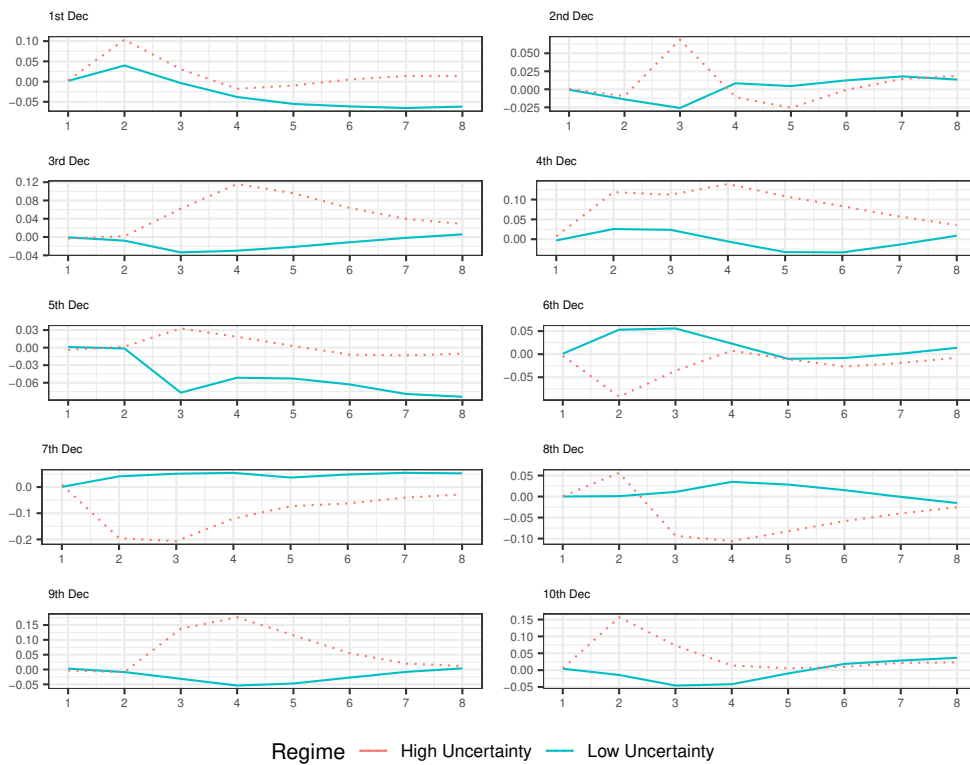 1st Dec
0.10
0.05
0.00
−0.05
1 2 3 4 5 6 7 8
2nd Dec
0.050
0.025
0.000
−0.025
1 2 3 4 5 6 7 8
3rd Dec
0.12
0.08
0.04
0.00
−0.04
1 2 3 4 5 6 7 8
4th Dec
0.10
0.05
0.00
1 2 3 4 5 6 7 8
5th Dec
0.03
0.00
−0.03
−0.06
1 2 3 4 5 6 7 8
6th Dec
0.05
0.00
−0.05
1 2 3 4 5 6 7 8
7th Dec
0.0
−0.1
−0.2
1 2 3 4 5 6 7 8
8th Dec
0.05
0.00
−0.05
−0.10
1 2 3 4 5 6 7 8
9th Dec
0.15
0.10
0.05
0.00
−0.05
1 2 3 4 5 6 7 8
10th Dec
0.15
0.10
0.05
0.00
−0.05
1 2 3 4 5 6 7 8
Regime High Uncertainty Low Uncertainty